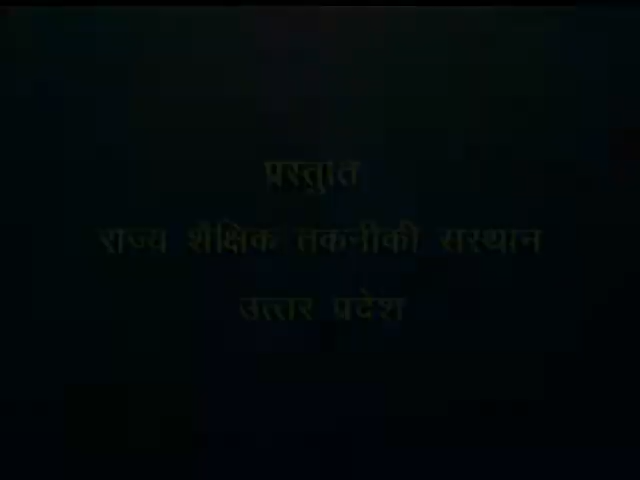 प्रस्तुति
राज्य शैक्षिक तकनीकी संस्थान
उत्तर प्रदेश